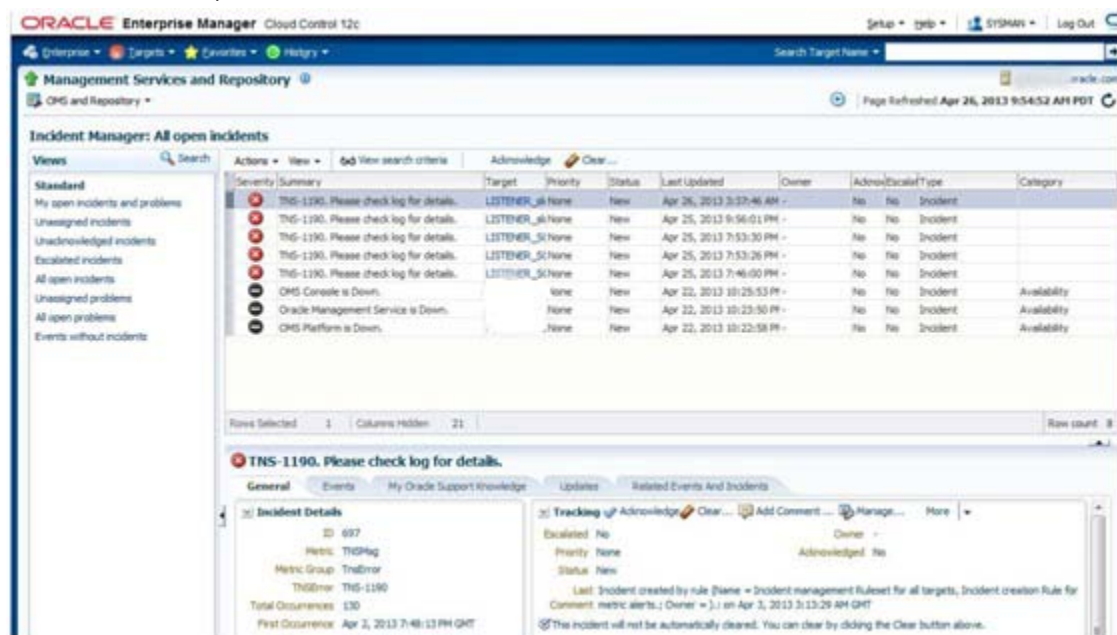 ORACLE Enterprise Manager Cloud Control 12c Setup Help SYSMAN Log Out
Enterprise Targets Favorites History Search Target Name
Management Services and Repository oracle.com
OMS and Repository Page Refreshed Apr 26, 2013 9:54:52 AM PDT
Incident Manager: All open incidents
Views Search Actions View View search criteria Acknowledge Clear...
Severity Summary Target Priority Status Last Updated Owner Type Category
Standard
My open incidents and problems
Unassigned incidents
Unacknowledged incidents
Escalated incidents
All open incidents
Unassigned problems
All open problems
Events without incidents
TNS-1190. Please check log for details. None New Apr 26, 2013 3:37:46 AM - No No Incident
TNS-1190. Please check log for details. None New Apr 25, 2013 9:56:01 PM - No No Incident
TNS-1190. Please check log for details. None New Apr 25, 2013 7:53:30 PM - No No Incident
TNS-1190. Please check log for details. None New Apr 25, 2013 7:53:26 PM - No No Incident
TNS-1190. Please check log for details. None New Apr 25, 2013 7:46:00 PM - No No Incident
OMS Console is Down. None New Apr 22, 2013 10:25:53 PM - No No Incident Availability
Oracle Management Service is Down. None New Apr 22, 2013 10:23:50 PM - No No Incident Availability
OMS Platform is Down. None New Apr 22, 2013 10:22:58 PM - No No Incident Availability
Rows Selected 1 Columns Hidden 21 Row count 8
TNS-1190. Please check log for details.
General Events My Oracle Support Knowledge Updates Related Events And Incidents
Incident Details
ID 697
Metric TNSMsg
Metric Group TnsError
TNSError TNS-1190
Total Occurrences 130
First Occurrence Apr 2, 2013 7:48:13 PM GMT
Tracking Acknowledge Clear... Add Comment ... Manage... More
Escalated No Owner -
Priority None Acknowledged No
Status New
Last Comment Incident created by rule (Name = Incident management Ruleset for all targets, Incident creation Rule for
metric alerts.; Owner = ).: on Apr 3, 2013 3:13:29 AM GMT
This incident will not be automatically cleared. You can clear by clicking the Clear button above.